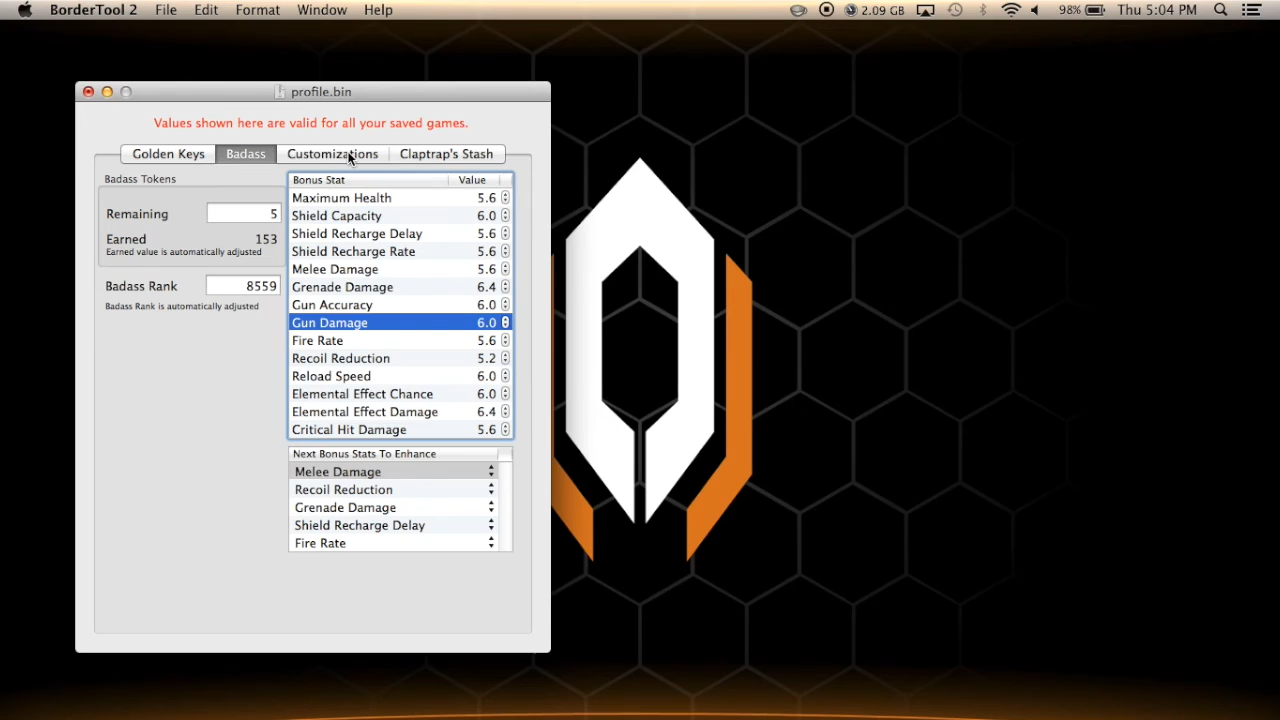 BorderTool 2 File Edit Format Window Help 2.09 GB 98% Thu 5:04 PM
profile.bin
Values shown here are valid for all your saved games.
Golden Keys Badass Customizations Claptrap's Stash
Badass Tokens
Remaining 5
Earned 153
Earned value is automatically adjusted
Badass Rank 8559
Badass Rank is automatically adjusted
Bonus Stat Value
Maximum Health 5.6
Shield Capacity 6.0
Shield Recharge Delay 5.6
Shield Recharge Rate 5.6
Melee Damage 5.6
Grenade Damage 6.4
Gun Accuracy 6.0
Gun Damage 6.0
Fire Rate 5.6
Recoil Reduction 5.2
Reload Speed 6.0
Elemental Effect Chance 6.0
Elemental Effect Damage 6.4
Critical Hit Damage 5.6
Next Bonus Stats To Enhance
Melee Damage
Recoil Reduction
Grenade Damage
Shield Recharge Delay
Fire Rate